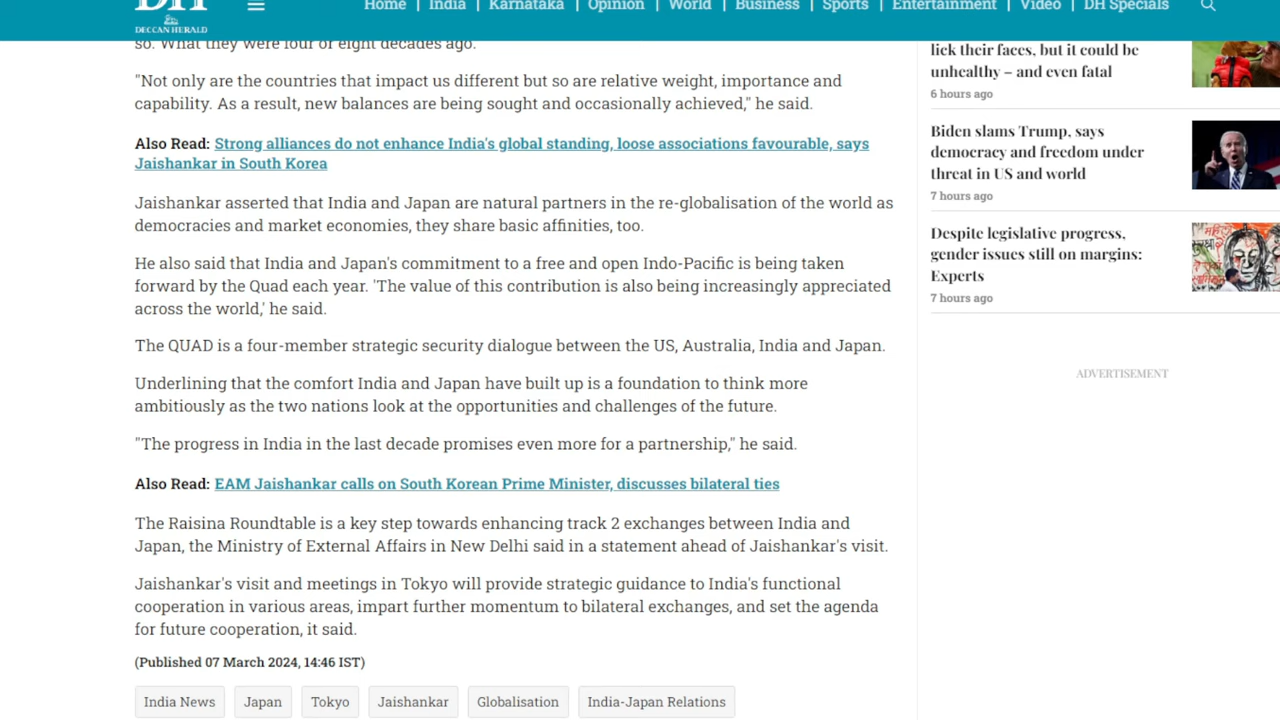 DH
DECCAN HERALD
Home | India | Karnataka | Opinion | World | Business | Sports | Entertainment | Video | DH Specials
so. What they were four or eight decades ago.
"Not only are the countries that impact us different but so are relative weight, importance and
capability. As a result, new balances are being sought and occasionally achieved," he said.
Also Read: Strong alliances do not enhance India's global standing, loose associations favourable, says
Jaishankar in South Korea
Jaishankar asserted that India and Japan are natural partners in the re-globalisation of the world as
democracies and market economies, they share basic affinities, too.
He also said that India and Japan's commitment to a free and open Indo-Pacific is being taken
forward by the Quad each year. 'The value of this contribution is also being increasingly appreciated
across the world,' he said.
The QUAD is a four-member strategic security dialogue between the US, Australia, India and Japan.
Underlining that the comfort India and Japan have built up is a foundation to think more
ambitiously as the two nations look at the opportunities and challenges of the future.
"The progress in India in the last decade promises even more for a partnership," he said.
Also Read: EAM Jaishankar calls on South Korean Prime Minister, discusses bilateral ties
The Raisina Roundtable is a key step towards enhancing track 2 exchanges between India and
Japan, the Ministry of External Affairs in New Delhi said in a statement ahead of Jaishankar's visit.
Jaishankar's visit and meetings in Tokyo will provide strategic guidance to India's functional
cooperation in various areas, impart further momentum to bilateral exchanges, and set the agenda
for future cooperation, it said.
(Published 07 March 2024, 14:46 IST)
India News
Japan
Tokyo
Jaishankar
Globalisation
India-Japan Relations
lick their faces, but it could be
unhealthy – and even fatal
6 hours ago
Biden slams Trump, says
democracy and freedom under
threat in US and world
7 hours ago
Despite legislative progress,
gender issues still on margins:
Experts
7 hours ago
ADVERTISEMENT